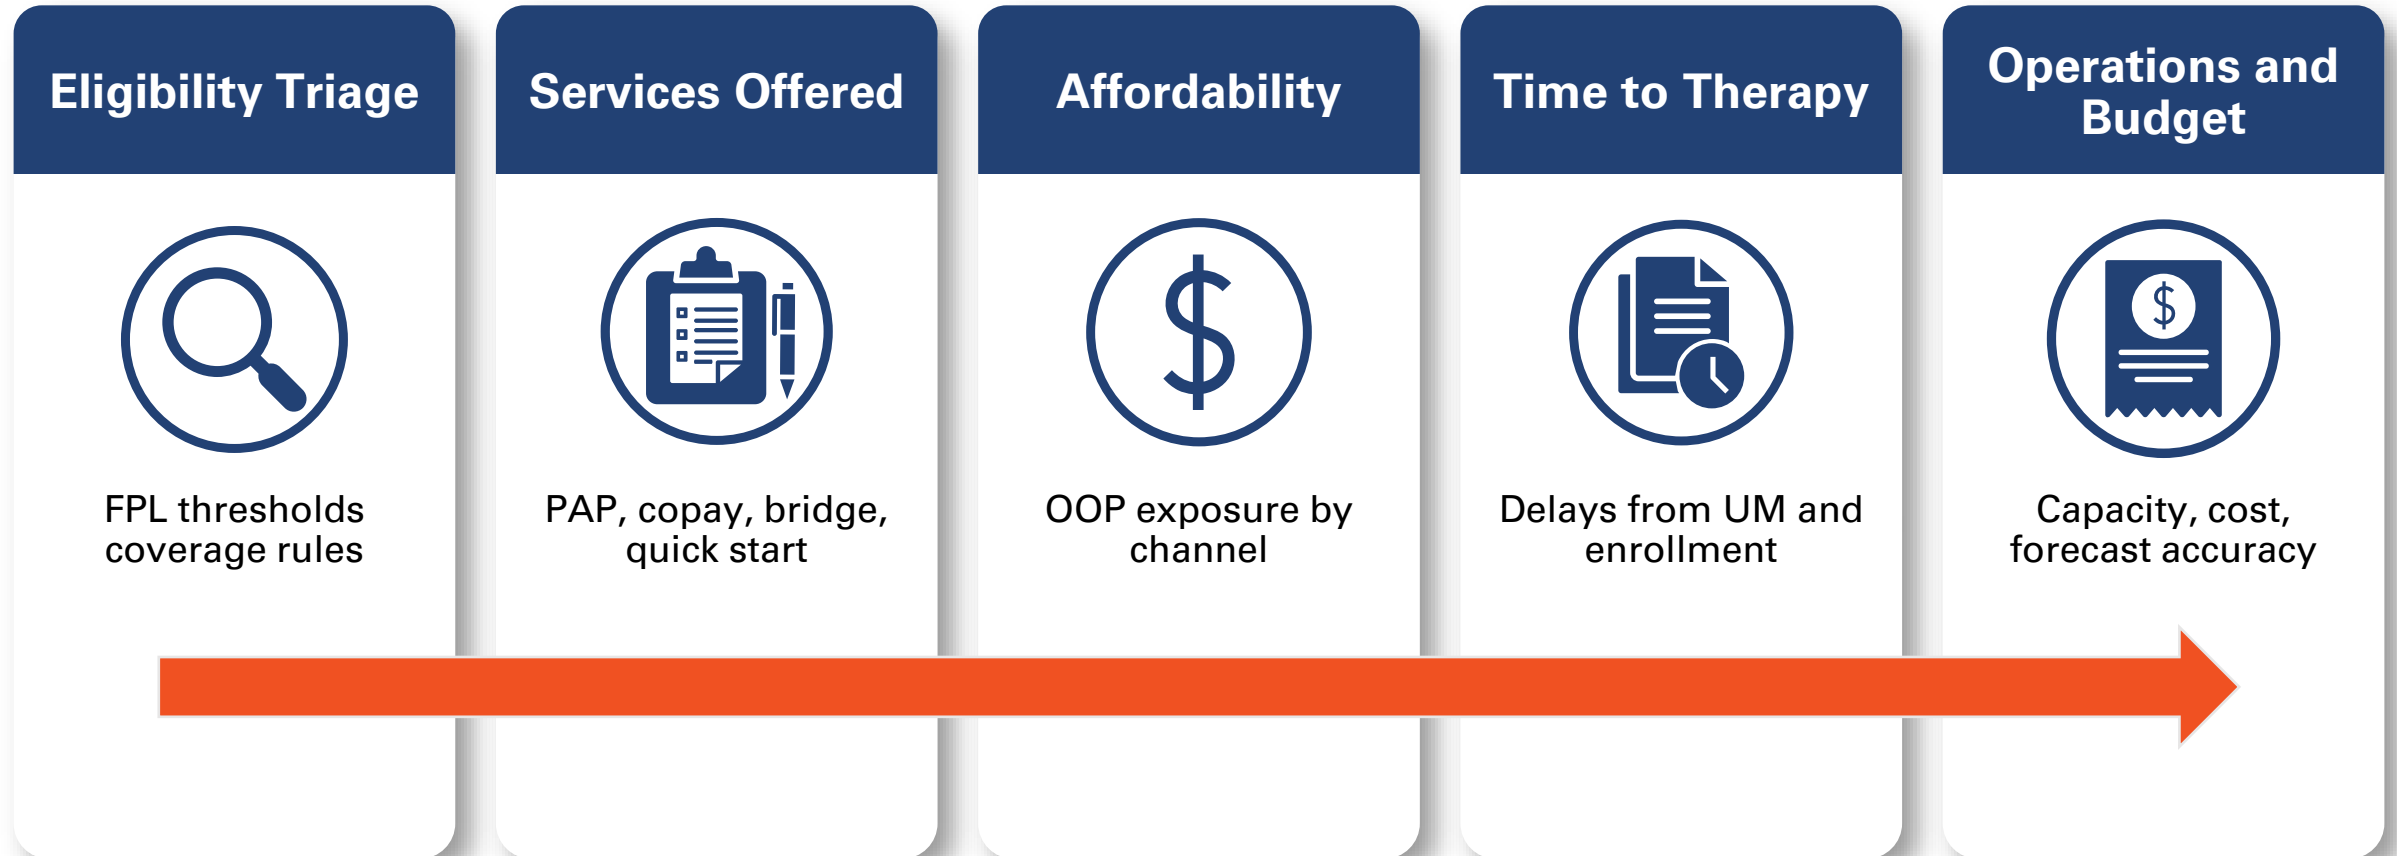 Eligibility Triage
FPL thresholds
coverage rules
Services Offered
PAP, copay, bridge,
quick start
Affordability
$
OOP exposure by
channel
Time to Therapy
Delays from UM and
enrollment
Operations and
Budget
$
Capacity, cost,
forecast accuracy